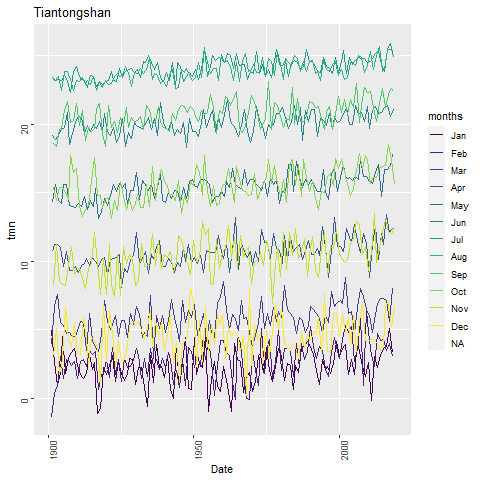 Tiantongshan
tmn
20
10
0
1900
1950
2000
Date
months
Jan
Feb
Mar
Apr
May
Jun
Jul
Aug
Sep
Oct
Nov
Dec
NA